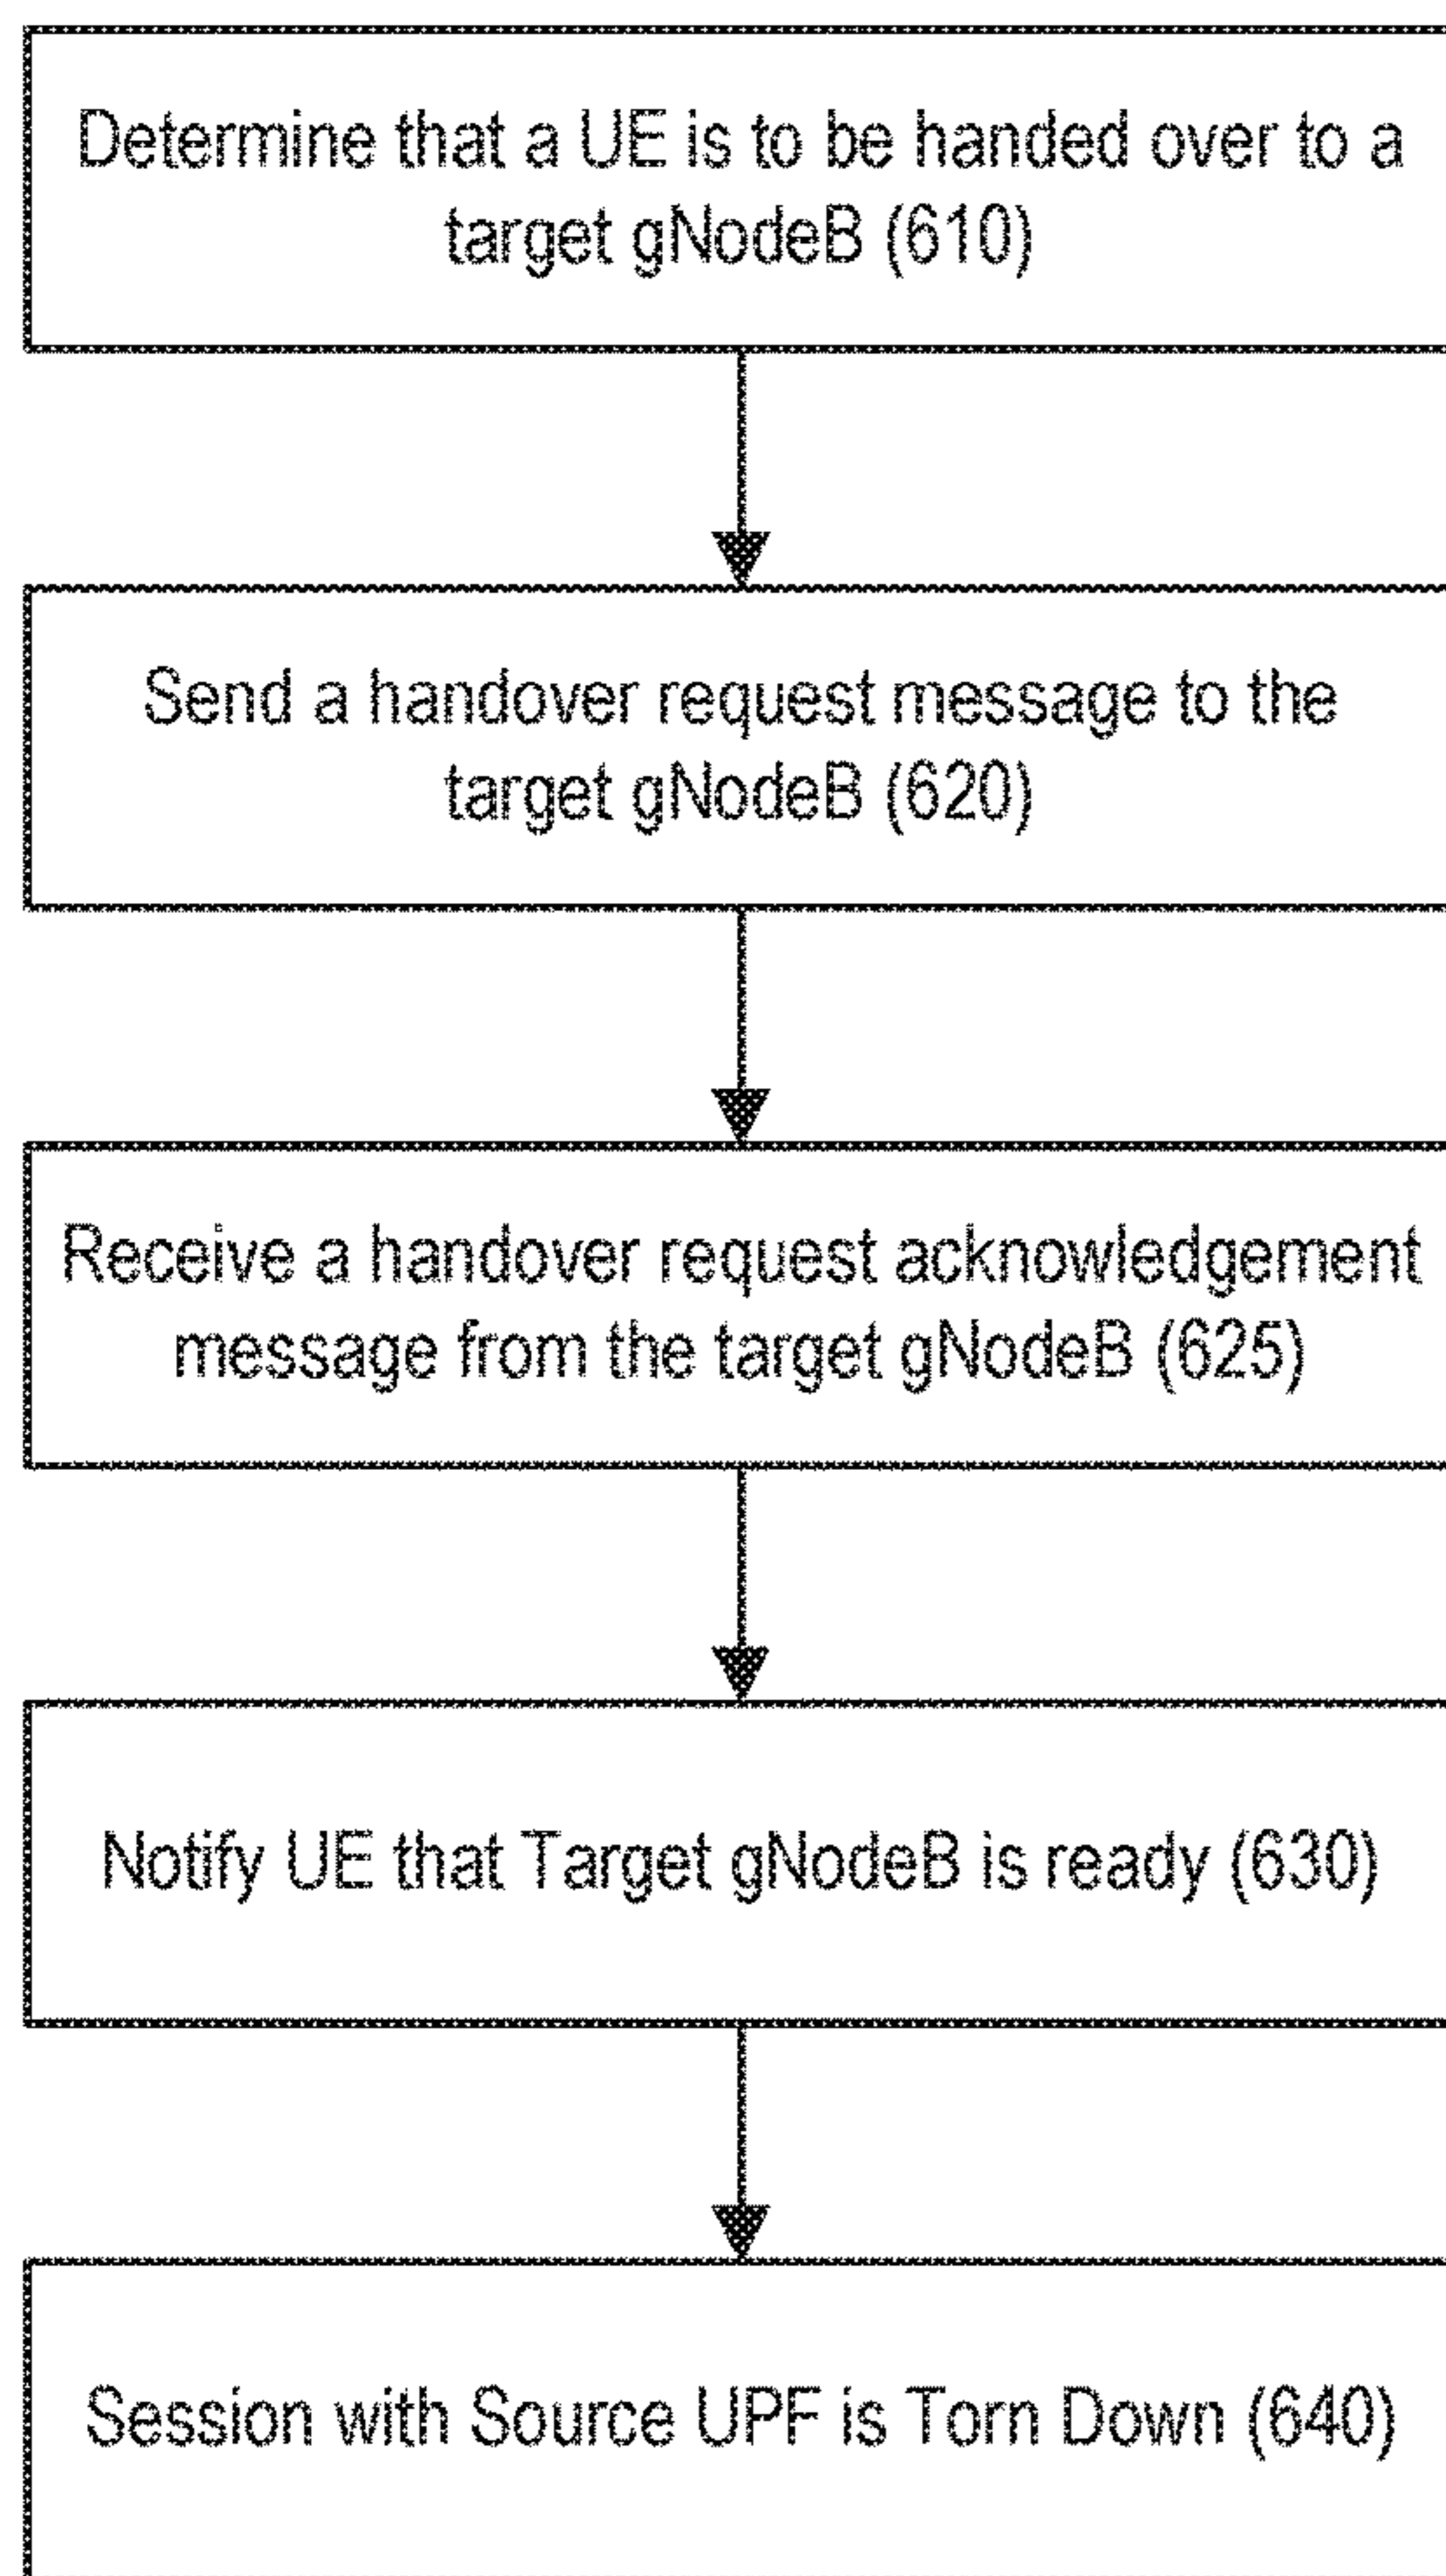 Determine that a UE is to be handed over to a
target gNodeB (610)
Send a handover request message to the
target gNodeB (620)
Receive a handover request acknowledgement
message from the target gNodeB (625)
Notify UE that Target gNodeB is ready (630)
Session with Source UPF is Torn Down (640)